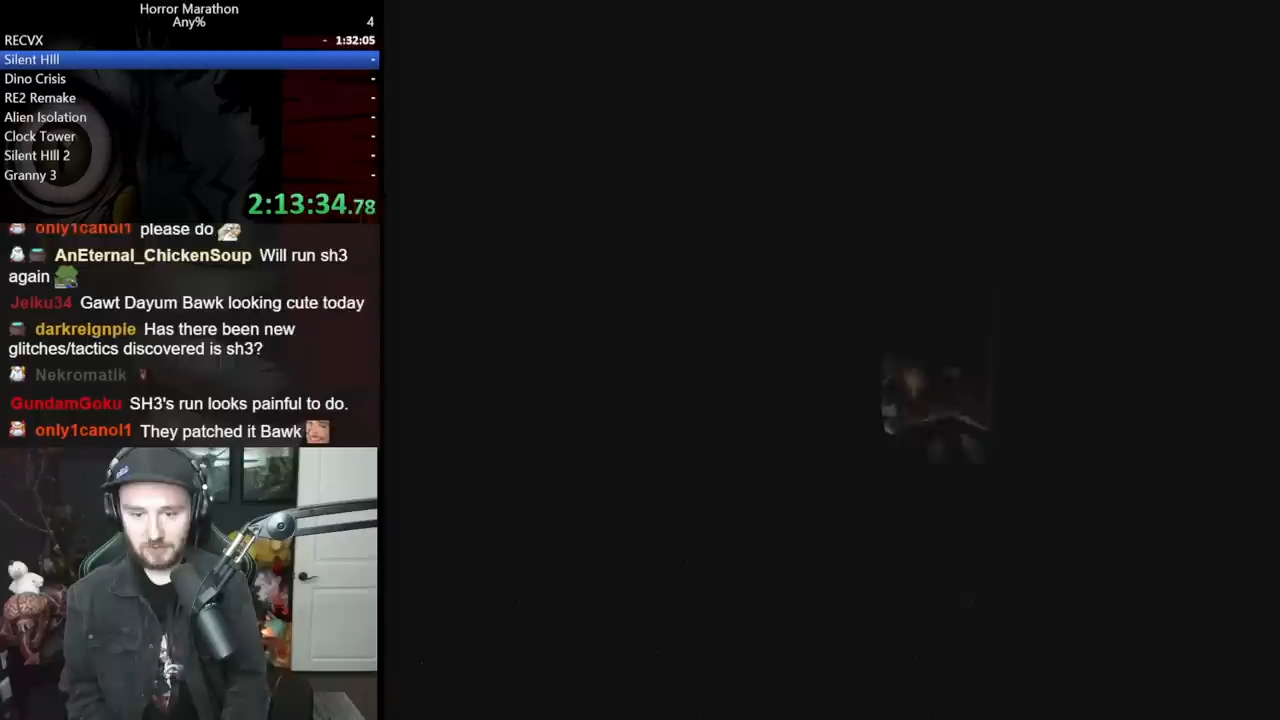 Horror Marathon
Any%
4
RECVX - 1:32:05
Silent HIll -
Dino Crisis -
RE2 Remake -
Alien Isolation -
Clock Tower -
Silent HIll 2 -
Granny 3 -
2:13:34.78
only1canol1 please do
AnEternal_ChickenSoup Will run sh3
again
Jelku34 Gawt Dayum Bawk looking cute today
darkreignpie Has there been new
glitches/tactics discovered is sh3?
Nekromatik
GundamGoku SH3's run looks painful to do.
only1canol1 They patched it Bawk